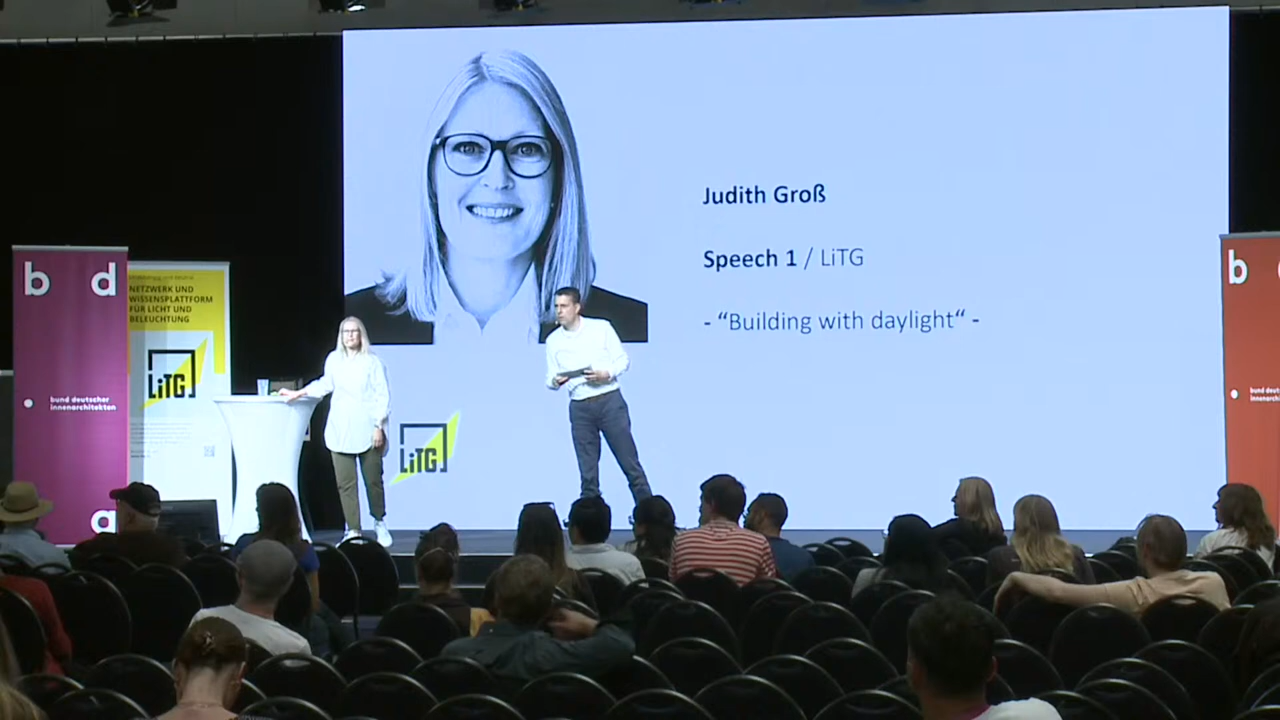 Judith Groß
Speech 1 / LiTG
- “Building with daylight“ -
b d
bund deutscher
innenarchitekten
a
NETZWERK UND
WISSENSPLATTFORM
FÜR LICHT UND
BELEUCHTUNG
LiTG
LiTG
b